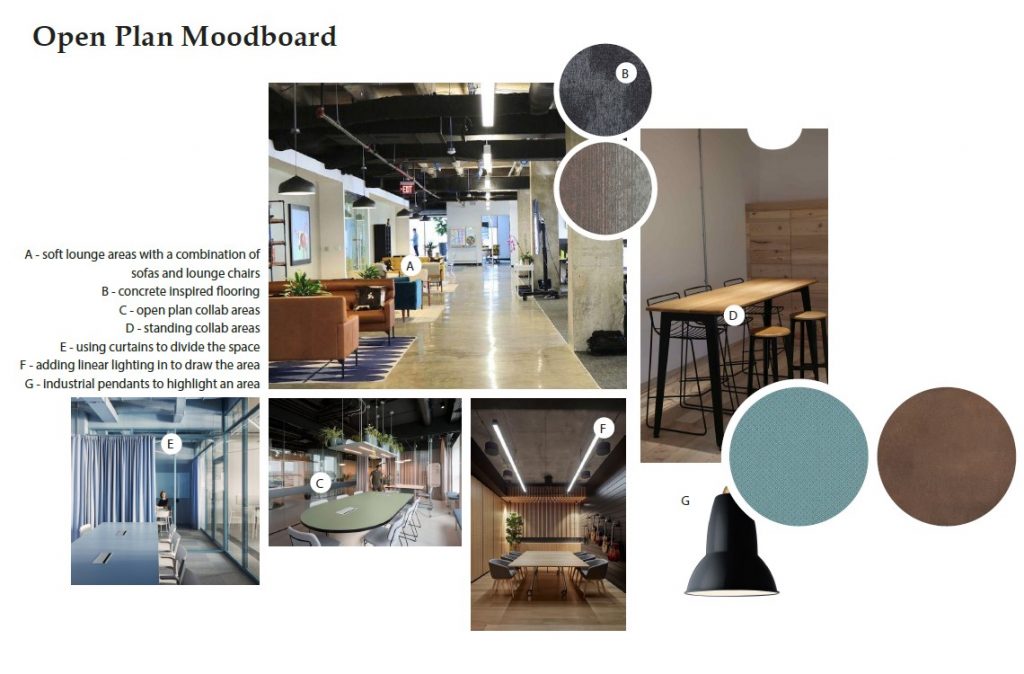 Open Plan Moodboard
B
EXIT
A - soft lounge areas with a combination of
sofas and lounge chairs
B - concrete inspired flooring
C - open plan collab areas
D - standing collab areas
E - using curtains to divide the space
F - adding linear lighting in to draw the area
G - industrial pendants to highlight an area
A
D
E
C
F
G